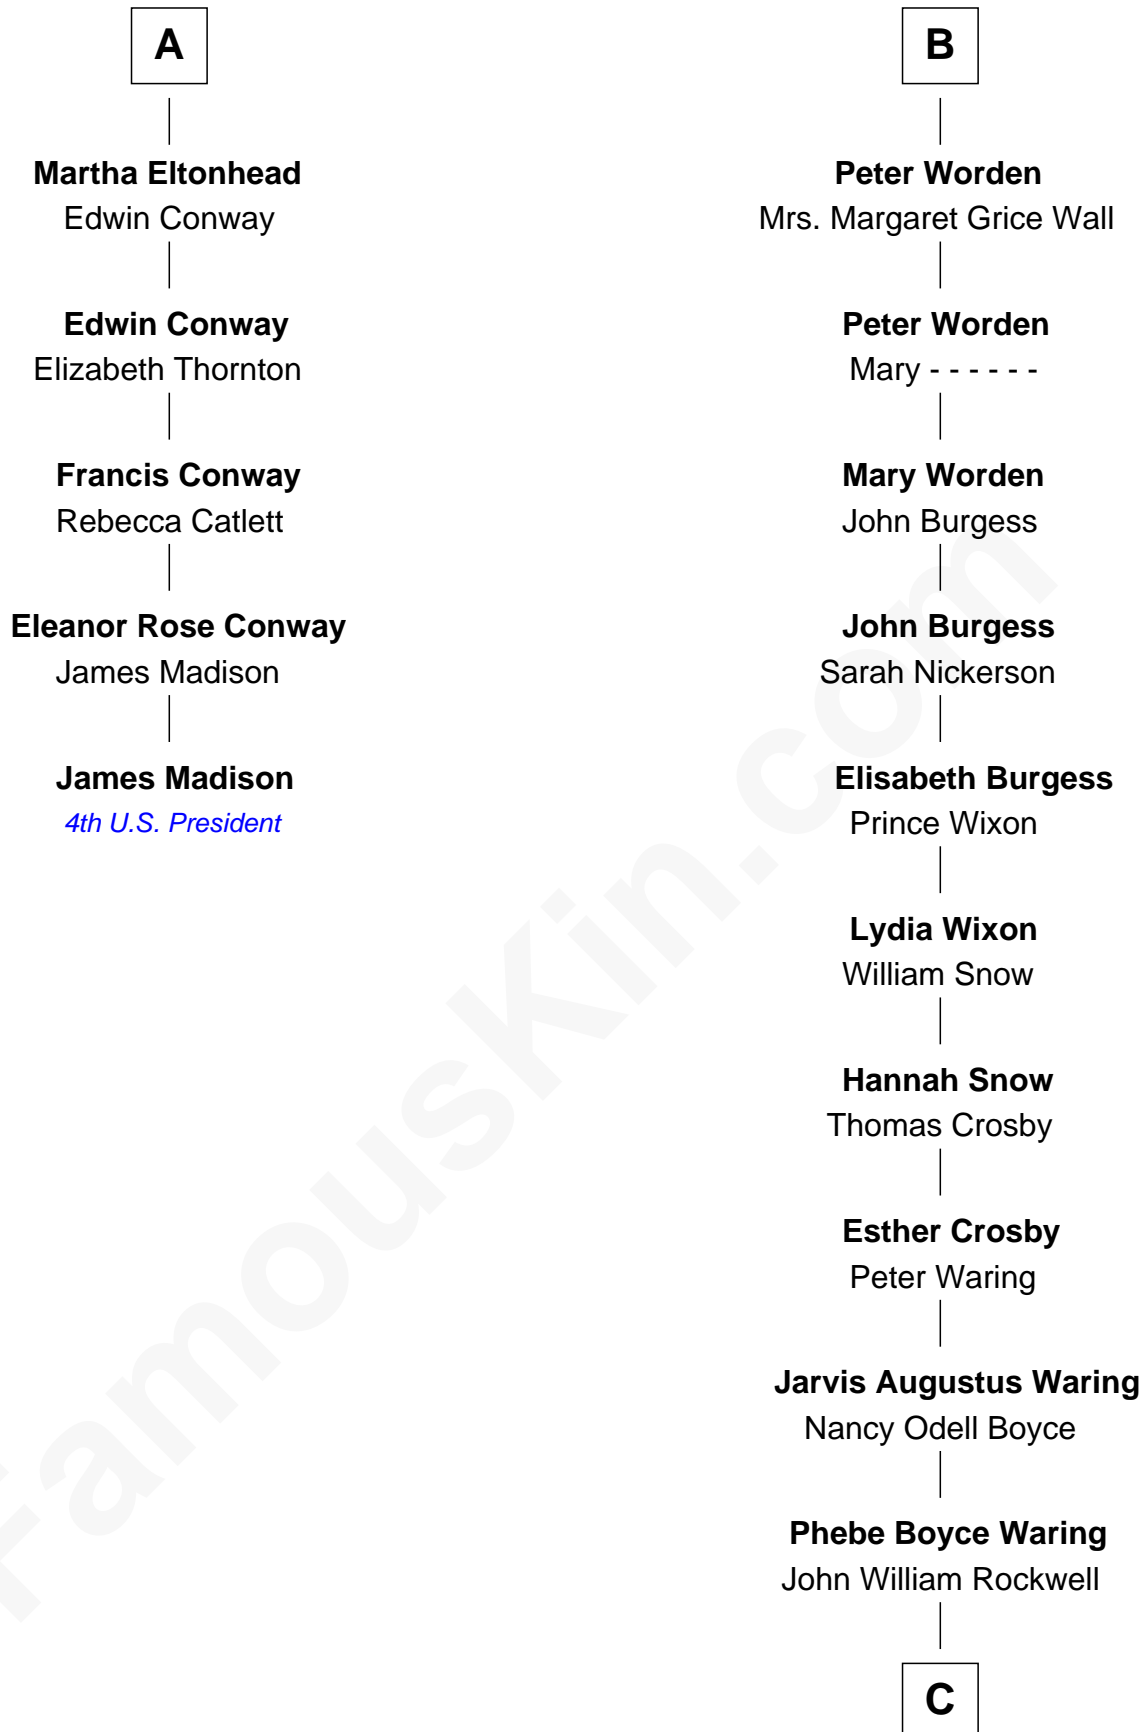 A
Martha Eltonhead
Edwin Conway
Edwin Conway
Elizabeth Thornton
Francis Conway
Rebecca Catlett
Eleanor Rose Conway
James Madison
James Madison
4th U.S. President
B
Peter Worden
Mrs. Margaret Grice Wall
Peter Worden
Mary - - - - - -
Mary Worden
John Burgess
John Burgess
Sarah Nickerson
Elisabeth Burgess
Prince Wixon
Lydia Wixon
William Snow
Hannah Snow
Thomas Crosby
Esther Crosby
Peter Waring
Jarvis Augustus Waring
Nancy Odell Boyce
Phebe Boyce Waring
John William Rockwell
C
FamousKin.com